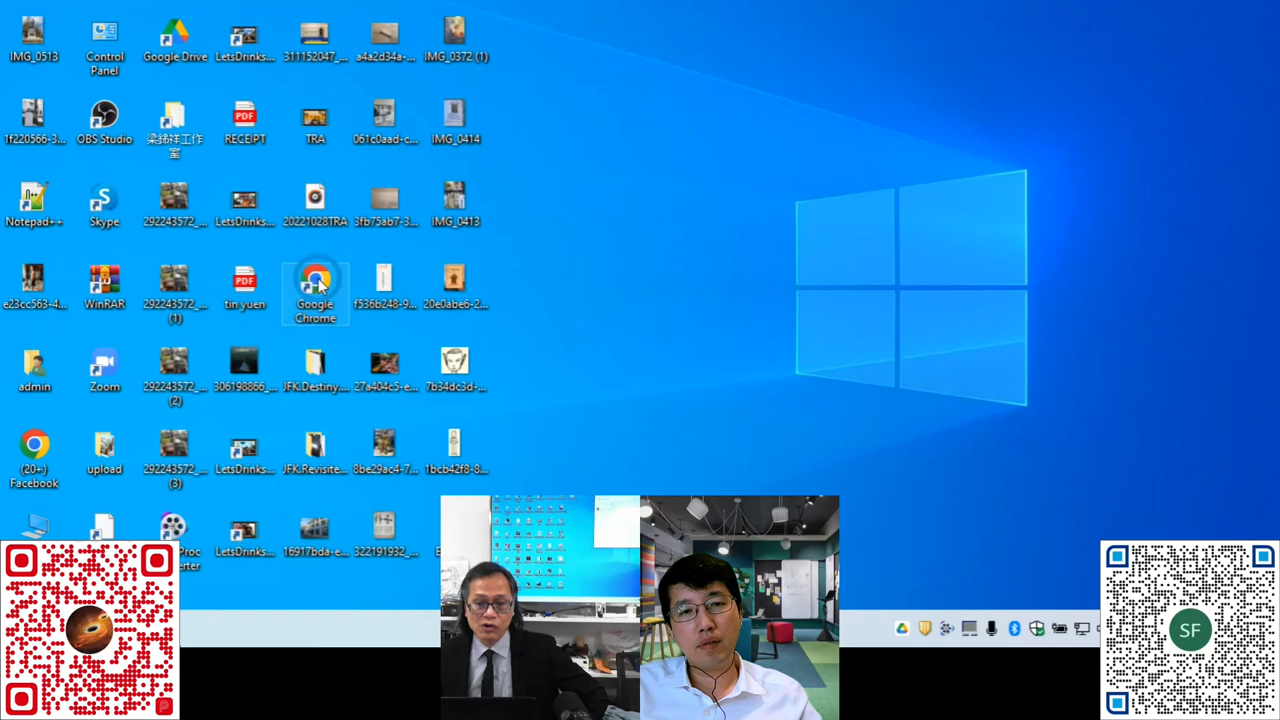 IMG_0513
Control
Panel
Google Drive
LetsDrinks...
311152047_...
a4a2d34a-...
IMG_0372 (1)
1f220566-3...
OBS Studio
梁錦祥工作
室
RECEIPT
TRA
061c0aad-c...
IMG_0414
Notepad++
Skype
292243572_...
LetsDrinks...
20221028TRA
3fb75ab7-3...
IMG_0413
e23cc563-4...
WinRAR
292243572_...
(1)
tin yuen
Google
Chrome
f536b248-9...
20e0abe6-2...
admin
Zoom
292243572_...
(2)
306198866_...
JFK.Destiny....
27a404c5-e...
7b34dc3d-...
(20+)
Facebook
upload
292243572_...
(3)
LetsDrinks...
JFK.Revisite...
8be29ac4-7...
1bcb42f8-8...
LetsDrinks...
16917bda-e...
322191932_...
SF